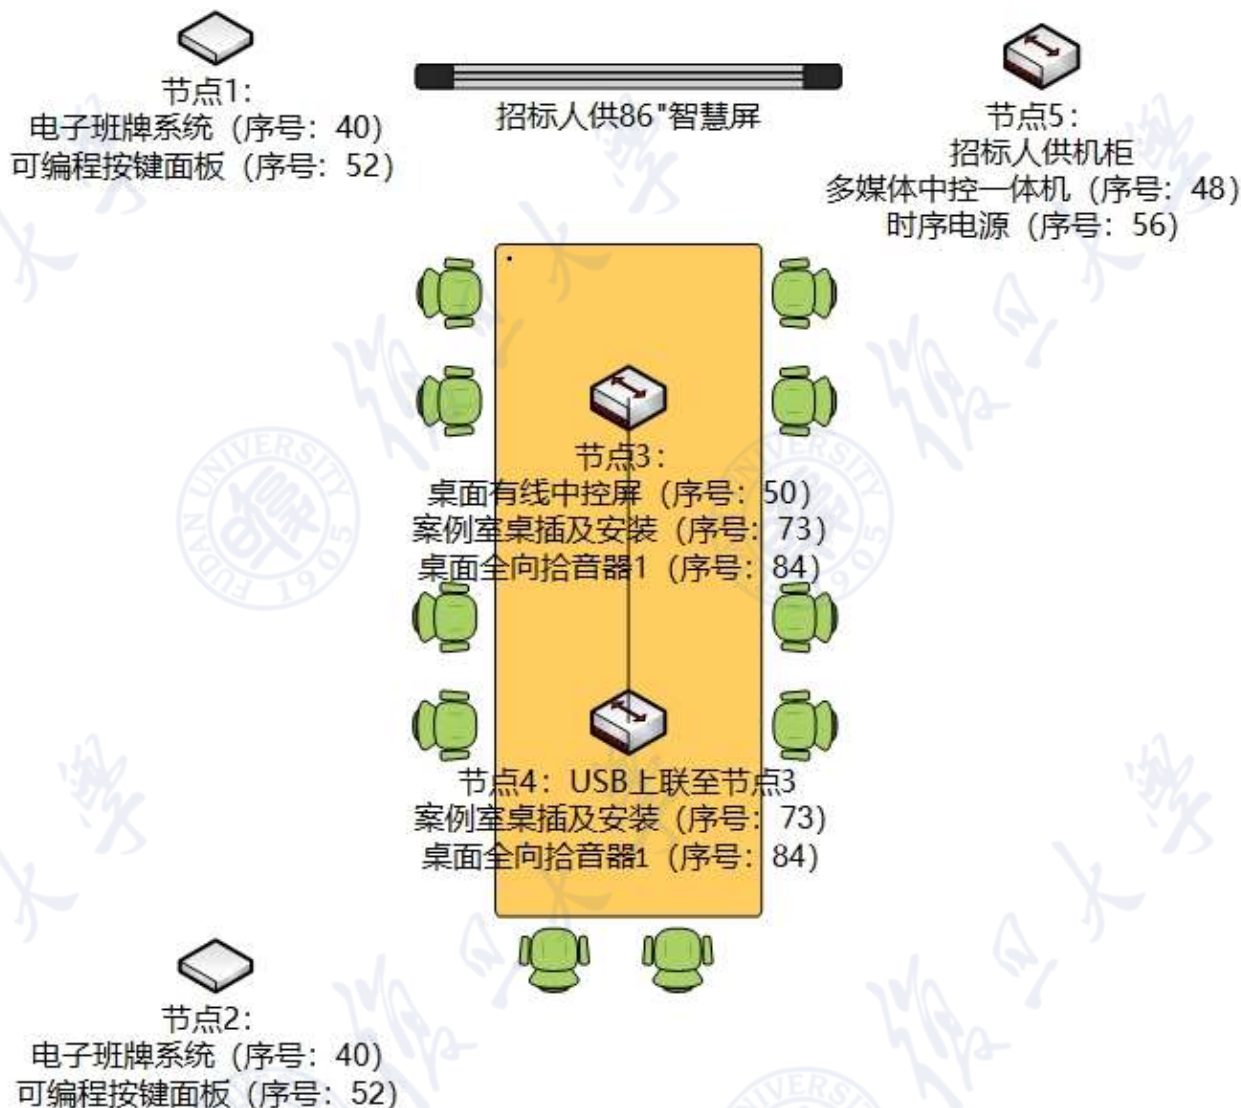 节点1：
电子班牌系统（序号：40）
可编程按键面板（序号：52）
招标人供86"智慧屏
节点5：
招标人供机柜
多媒体中控一体机（序号：48）
时序电源（序号：56）
节点3：
桌面有线中控屏（序号：50）
案例室桌插及安装（序号：73）
桌面全向拾音器1（序号：84）
节点4：USB上联至节点3
案例室桌插及安装（序号：73）
桌面全向拾音器1（序号：84）
节点2：
电子班牌系统（序号：40）
可编程按键面板（序号：52）
FUDAN UNIVERSITY
1905